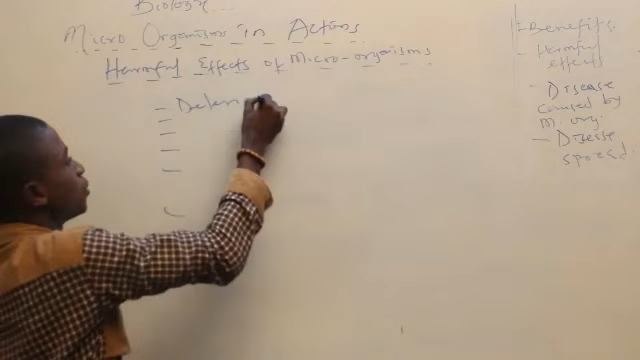 Biology
Micro Organisms in Actions
Harmful Effects of Micro-organisms
- Deter
- Benefits
- Harmful
effects
- Disease
caused by
M. org.
- Disease
spread.